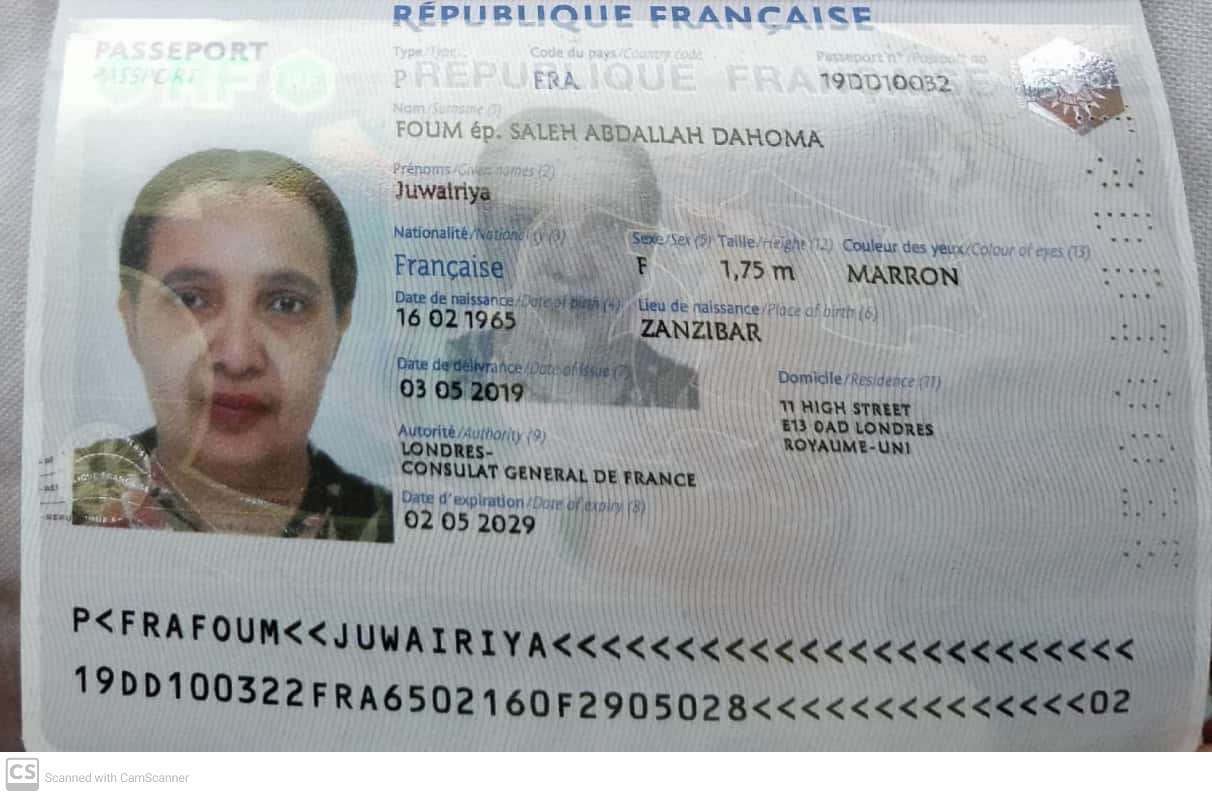 RÉPUBLIQUE FRANÇAISE
PASSEPORT
PASSPORT
Type/Type
Code du pays/Country code
Passeport n°/Passport no
P
FRA
19DD10032
RÉPUBLIQUE FRANÇAISE
Nom/Surname (1)
FOUM ép. SALEH ABDALLAH DAHOMA
Prénoms/Given names (2)
Juwairiya
Nationalité/Nationality (3)
Sexe/Sex (5) Taille/Height (12) Couleur des yeux/Colour of eyes (13)
Française
F 1,75 m MARRON
Date de naissance/Date of birth (4) Lieu de naissance/Place of birth (6)
16 02 1965 ZANZIBAR
Date de délivrance/Date of issue (7)
03 05 2019
Domicile/Residence (11)
11 HIGH STREET
E13 0AD LONDRES
ROYAUME-UNI
Autorité/Authority (9)
LONDRES-
CONSULAT GENERAL DE FRANCE
Date d'expiration/Date of expiry (8)
02 05 2029
P<FRAFOUM<<JUWAIRIYA<<<<<<<<<<<<<<<<<<<<<<<<
19DD100322FRA6502160F2905028<<<<<<<<<<<<<<02
CS Scanned with CamScanner